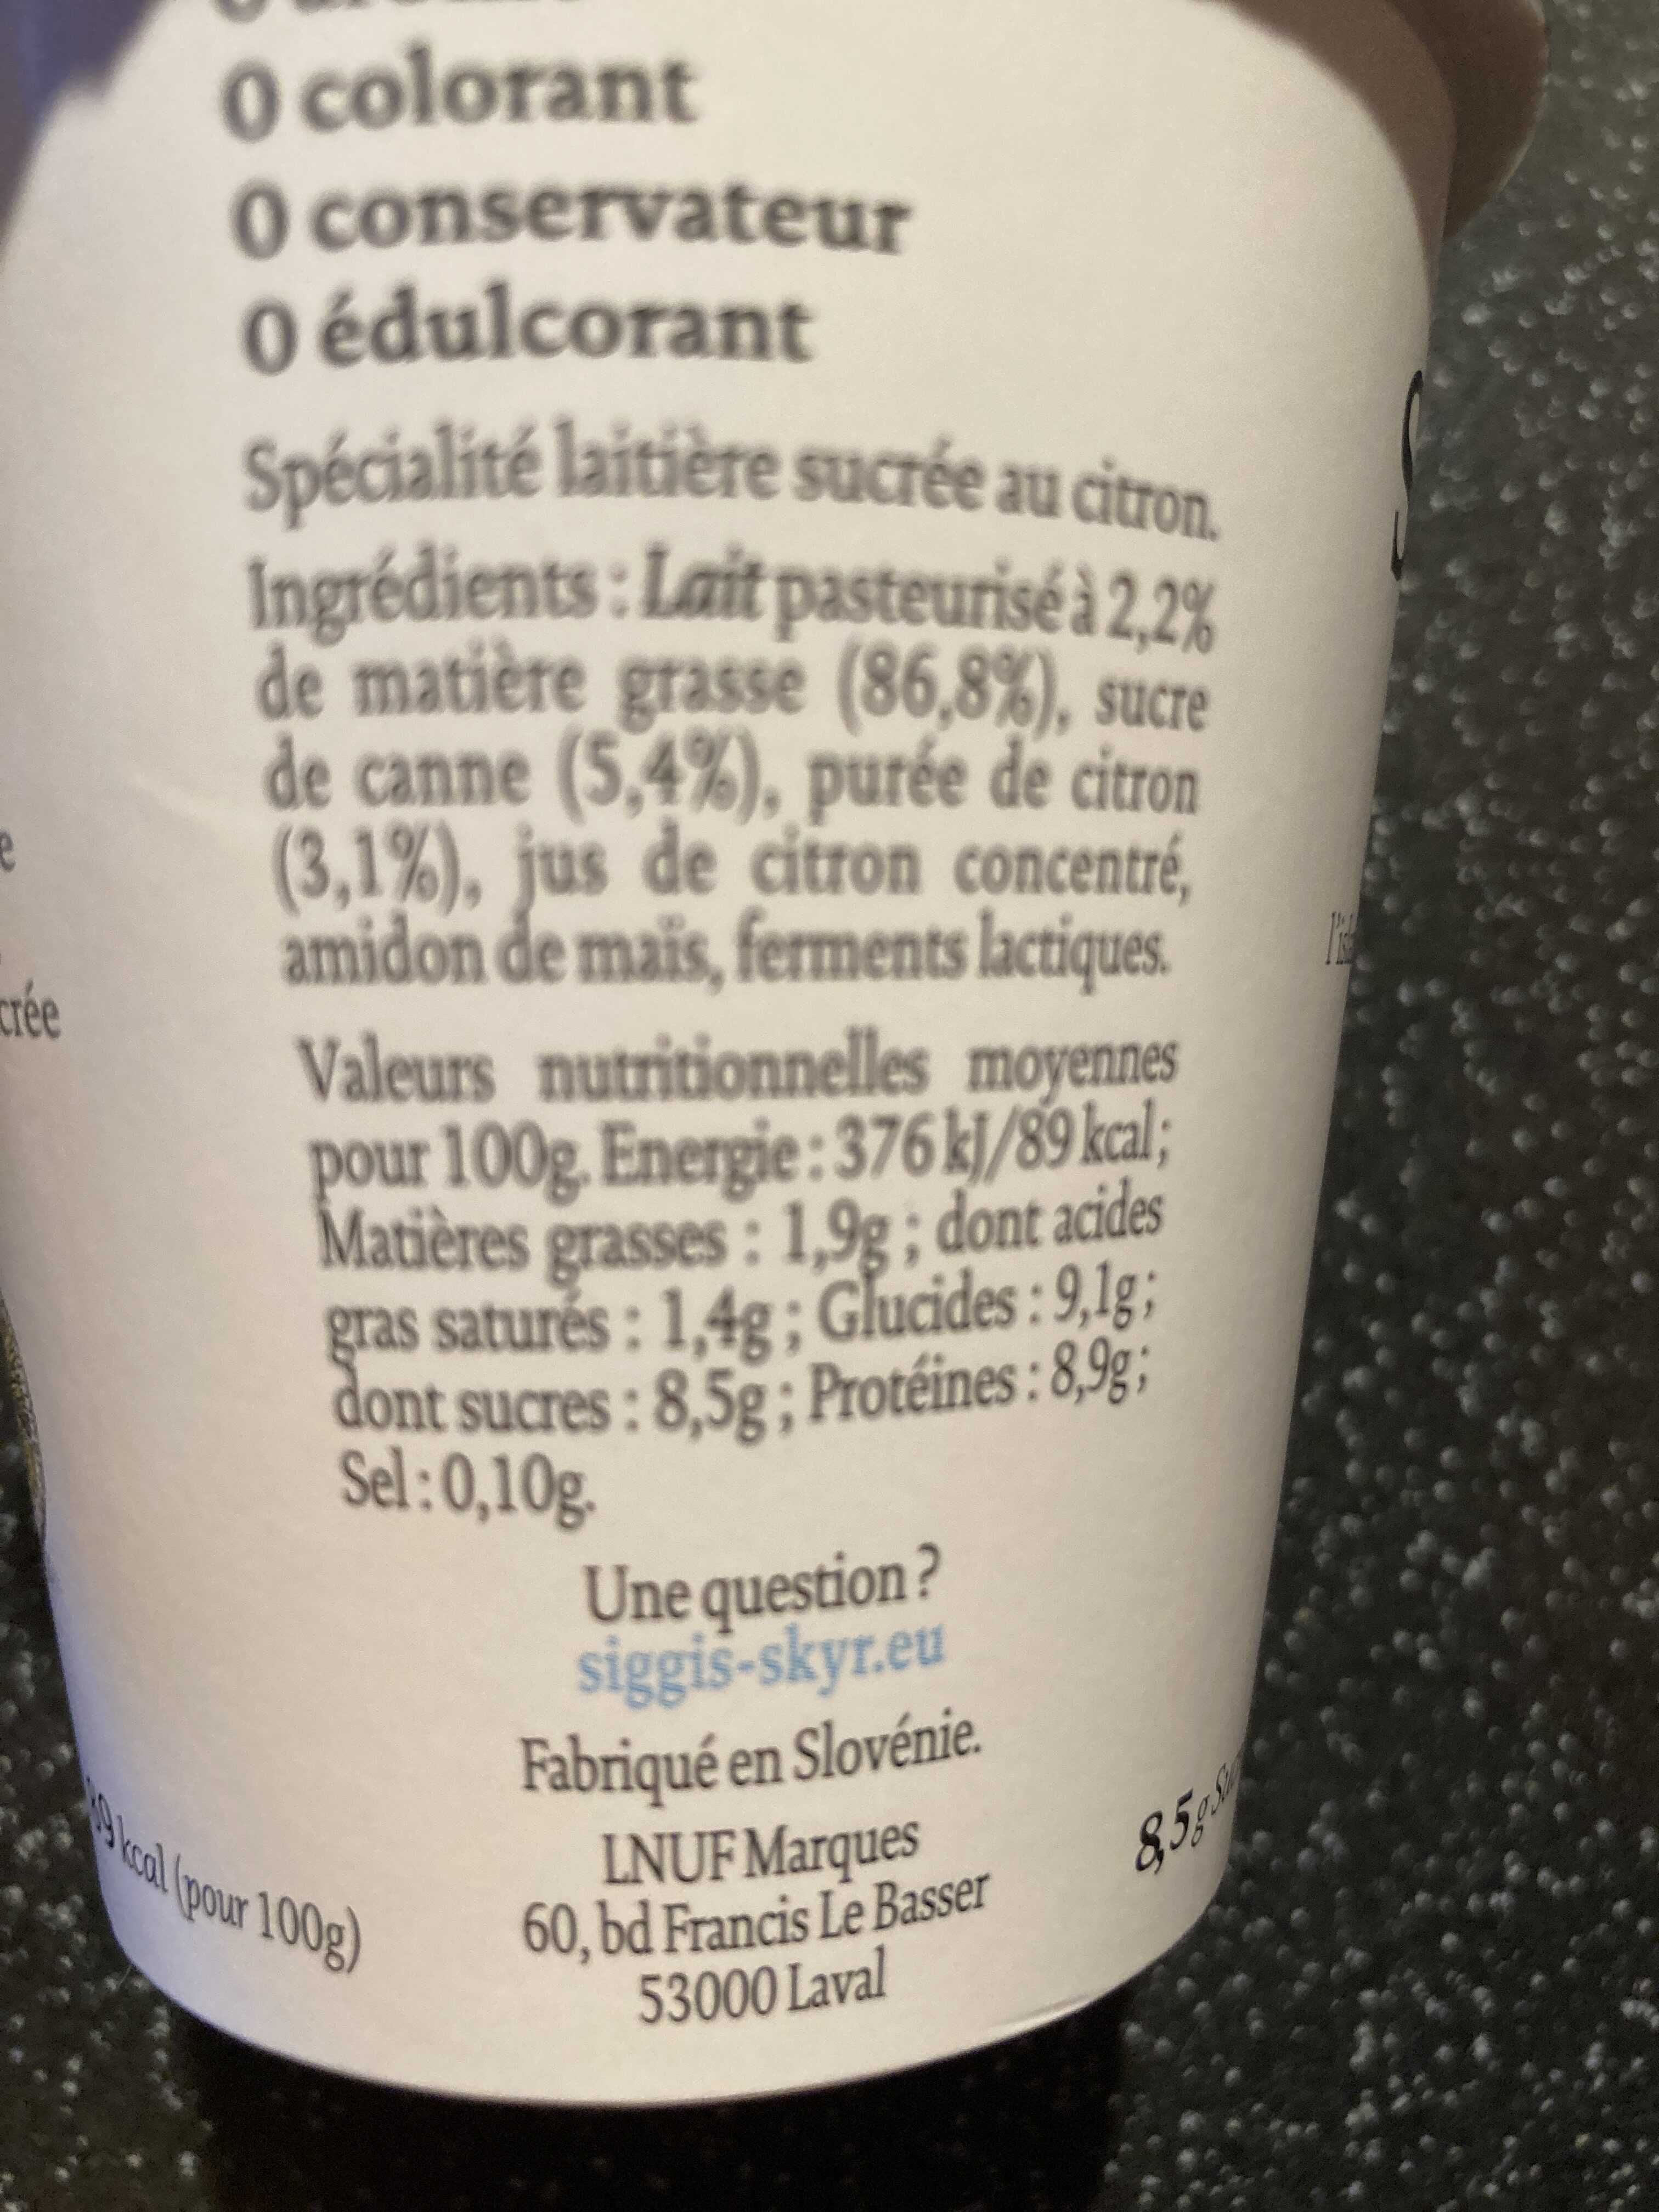 0 colorant
0 conservateur
0 édulcorant
Spécialité laitière sucrée au citron.
Ingrédients : Lait pasteurisé à 2,2%
de matière grasse (86,8%), sucre
de canne (5,4%), purée de citron
(3,1%), jus de citron concentré,
amidon de maïs, ferments lactiques.
Valeurs nutritionnelles moyennes
pour 100g. Energie : 376 kJ/89 kcal ;
Matières grasses : 1,9g ; dont acides
gras saturés : 1,4g ; Glucides : 9,1g ;
dont sucres : 8,5g ; Protéines : 8,9g ;
Sel : 0,10g.
Une question ?
siggis-skyr.eu
Fabriqué en Slovénie.
LNUF Marques
60, bd Francis Le Basser
53000 Laval
89 kcal (pour 100g)
8,5g